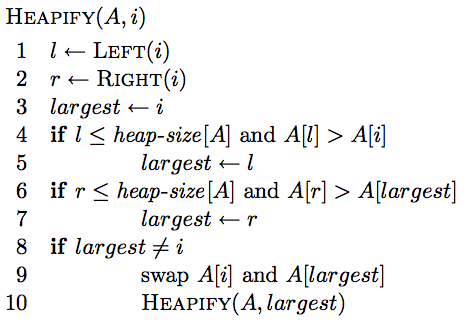 HEAPIFY(A, i)
1 l ← LEFT(i)
2 r ← RIGHT(i)
3 largest ← i
4 if l ≤ heap-size[A] and A[l] > A[i]
5 largest ← l
6 if r ≤ heap-size[A] and A[r] > A[largest]
7 largest ← r
8 if largest ≠ i
9 swap A[i] and A[largest]
10 HEAPIFY(A, largest)